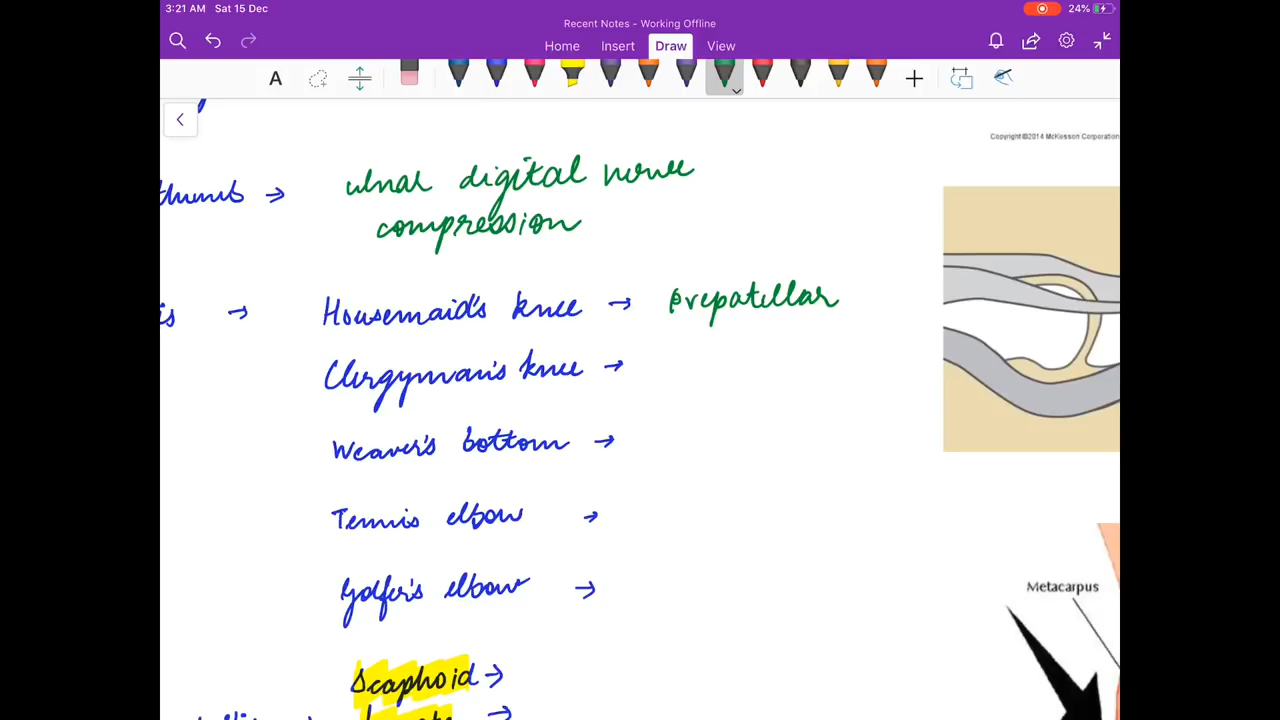 3:21 AM Sat 15 Dec
24%
Recent Notes - Working Offline
Home Insert Draw View
A
Copyright©2014 McKesson Corporation
thumb → ulnar digital nerve
compression
is → Housemaid's knee → prepatellar
Clergyman's knee →
Weaver's bottom →
Tennis elbow →
Golfer's elbow →
Metacarpus
Scaphoid →